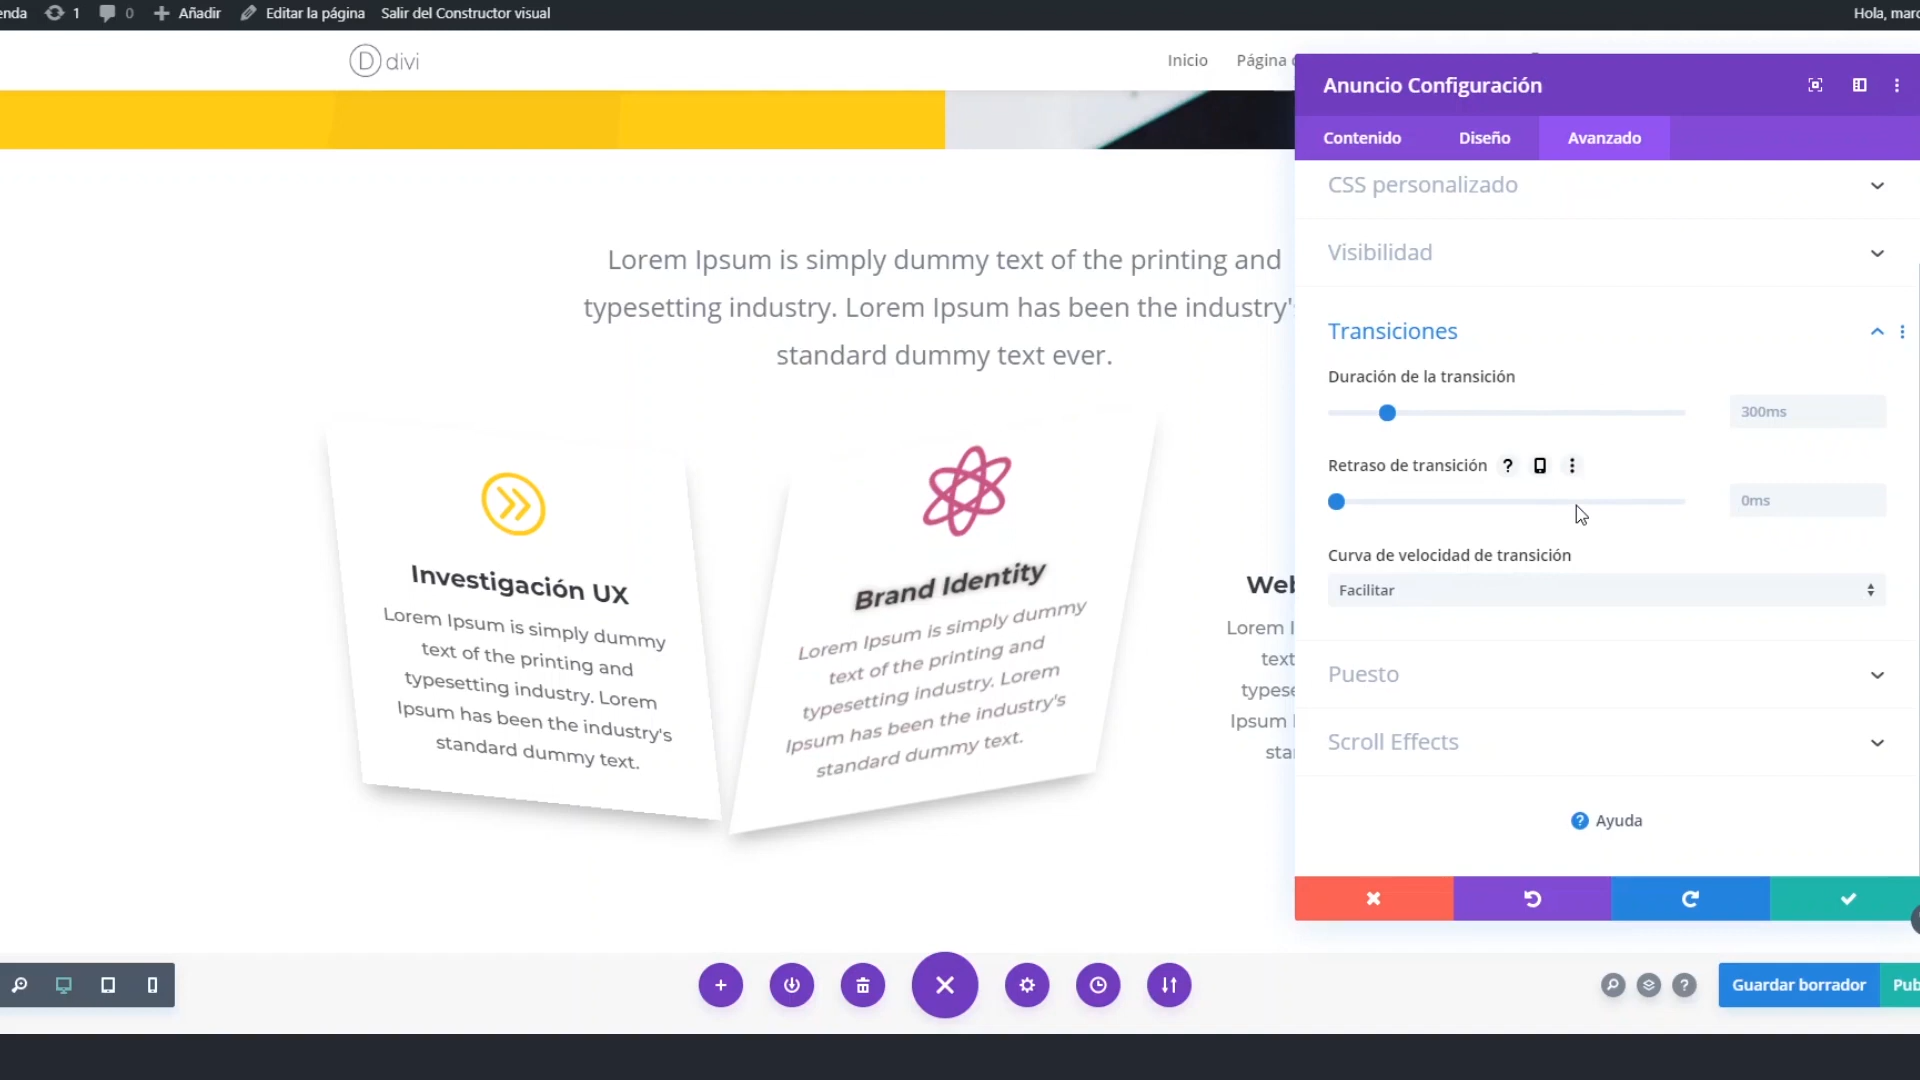 enda 1 0 Añadir Editar la página Salir del Constructor visual Hola, marc
D divi
Inicio Página
Anuncio Configuración
Contenido Diseño Avanzado
CSS personalizado
Visibilidad
Transiciones
Duración de la transición
300ms
Retraso de transición ?
0ms
Curva de velocidad de transición
Facilitar
Puesto
Scroll Effects
? Ayuda
Lorem Ipsum is simply dummy text of the printing and
typesetting industry. Lorem Ipsum has been the industry'
standard dummy text ever.
Investigación UX
Lorem Ipsum is simply dummy
text of the printing and
typesetting industry. Lorem
Ipsum has been the industry's
standard dummy text.
Brand Identity
Lorem Ipsum is simply dummy
text of the printing and
typesetting industry. Lorem
Ipsum has been the industry's
standard dummy text.
Web
Lorem I
text
typese
Ipsum
sta
?
Guardar borrador Pub